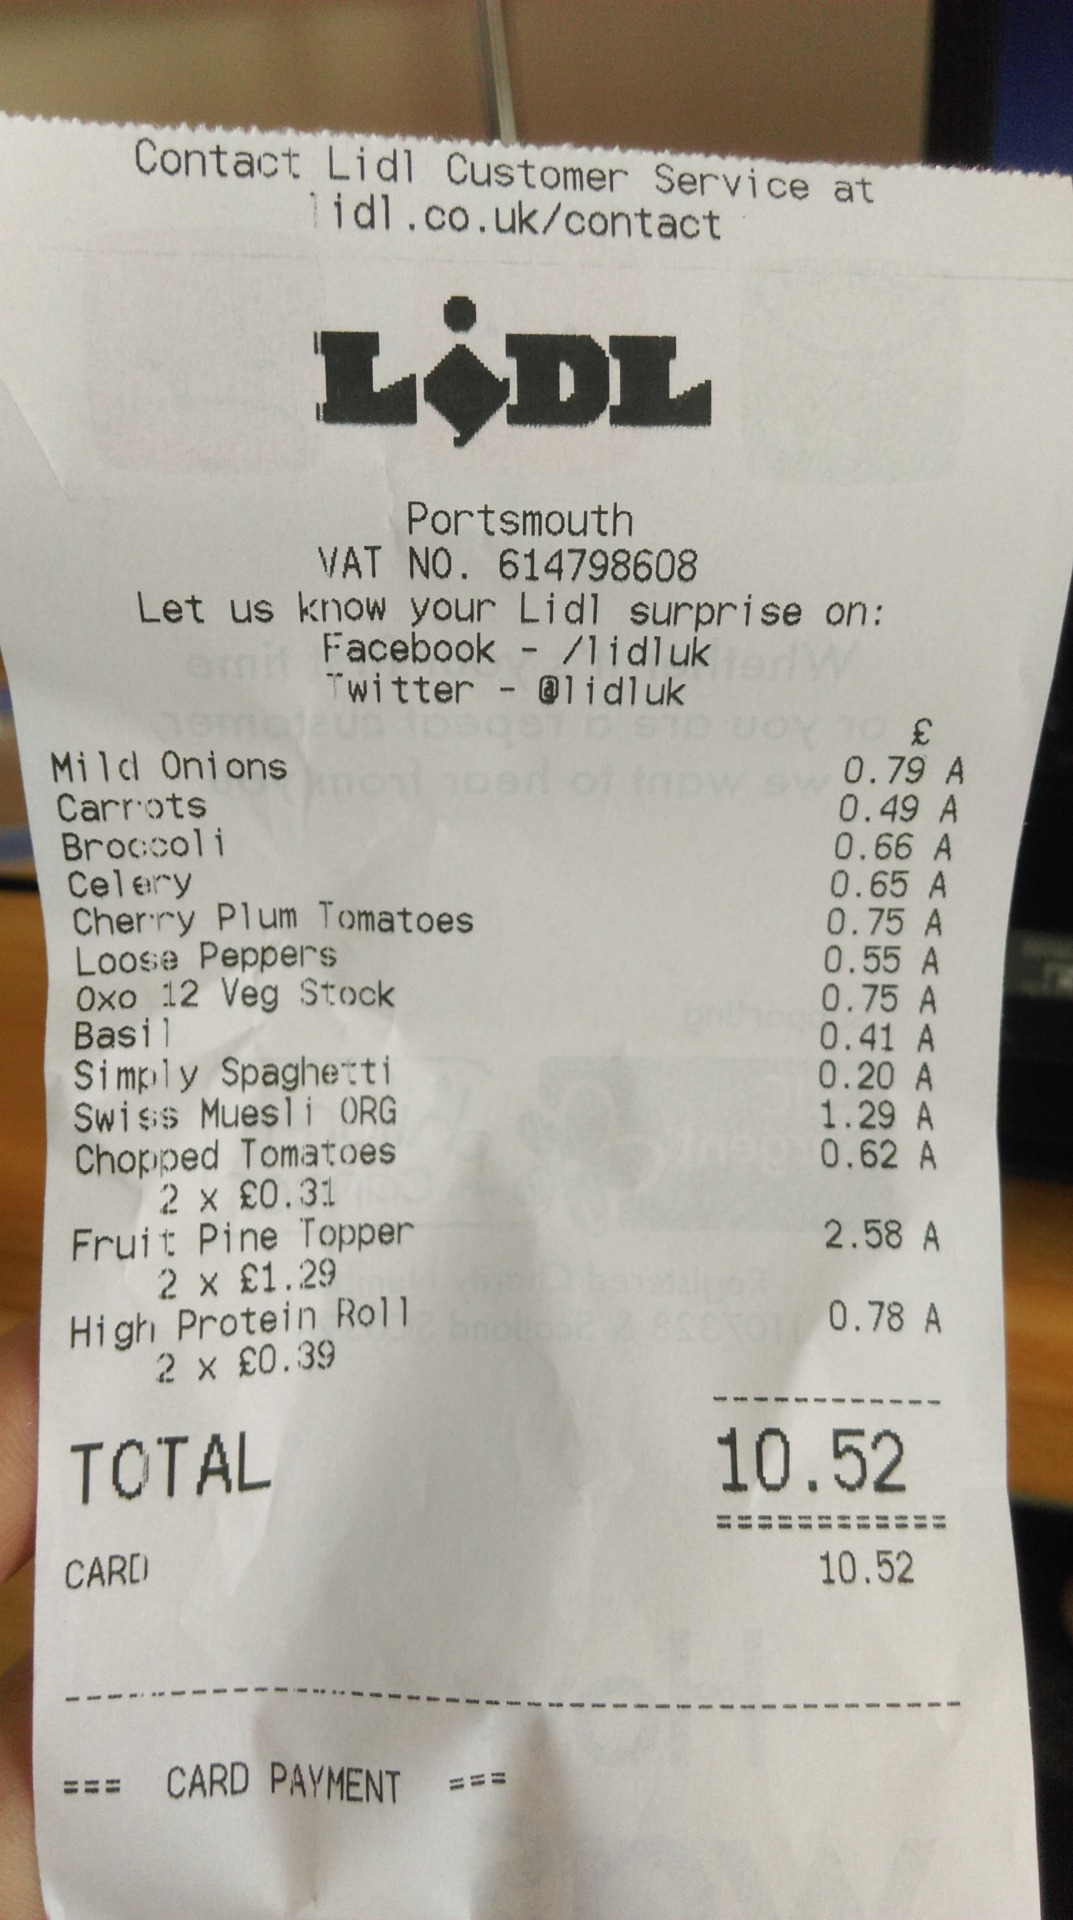 Contact Lidl Customer Service at
lidl.co.uk/contact
LiDL
Portsmouth
VAT NO. 614798608
Let us know your Lidl surprise on:
Facebook - /lidluk
Twitter - @lidluk
£
Mild Onions 0.79 A
Carrots 0.49 A
Broccoli 0.66 A
Celery 0.65 A
Cherry Plum Tomatoes 0.75 A
Loose Peppers 0.55 A
Oxo 12 Veg Stock 0.75 A
Basil 0.41 A
Simply Spaghetti 0.20 A
Swiss Muesli ORG 1.29 A
Chopped Tomatoes 0.62 A
2 x £0.31
Fruit Pine Topper 2.58 A
2 x £1.29
High Protein Roll 0.78 A
2 x £0.39
------------
TOTAL 10.52
============
CARD 10.52
--------------------------------
=== CARD PAYMENT ===